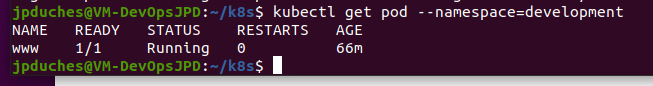 jpduches@VM-DevOpsJPD:~/k8s$ kubectl get pod --namespace=development
NAME   READY   STATUS    RESTARTS   AGE
www    1/1     Running   0          66m
jpduches@VM-DevOpsJPD:~/k8s$